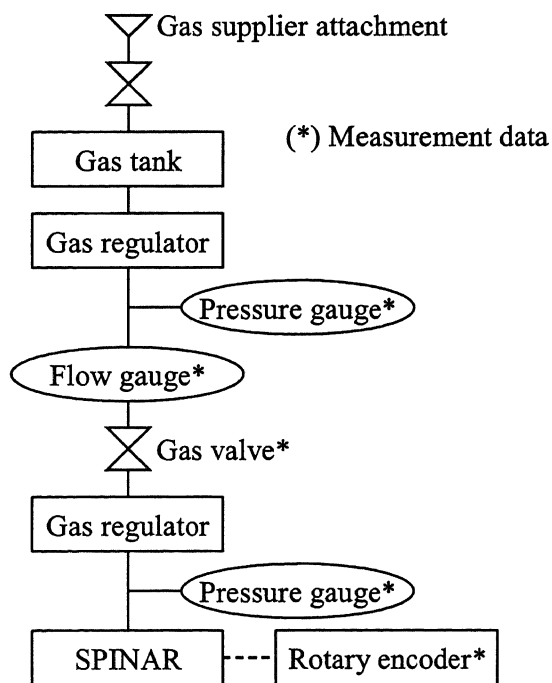 Gas supplier attachment
(*) Measurement data
Gas tank
Gas regulator
Pressure gauge*
Flow gauge*
Gas valve*
Gas regulator
Pressure gauge*
SPINAR
Rotary encoder*